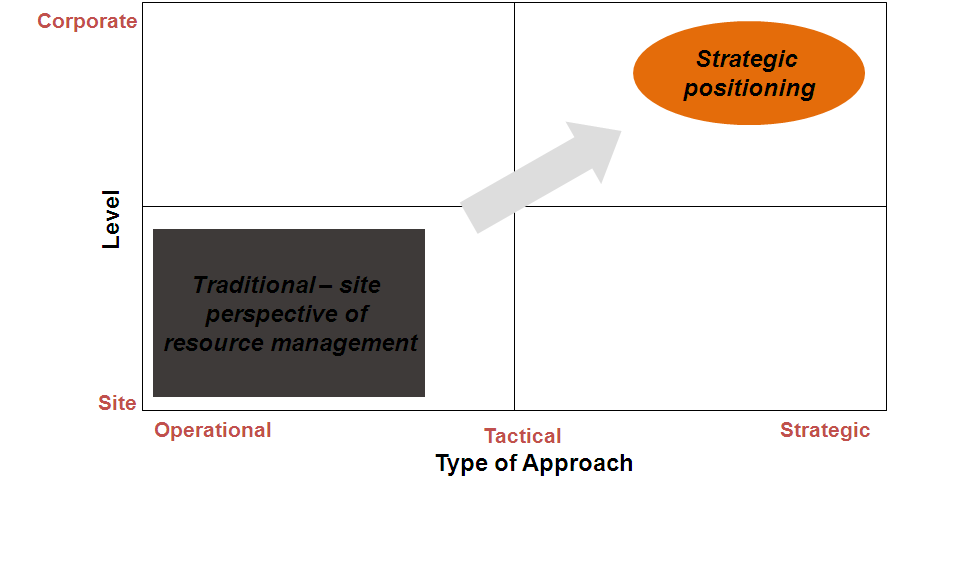 Corporate
Strategic
positioning
Level
Traditional – site
perspective of
resource management
Site
Operational
Tactical
Strategic
Type of Approach